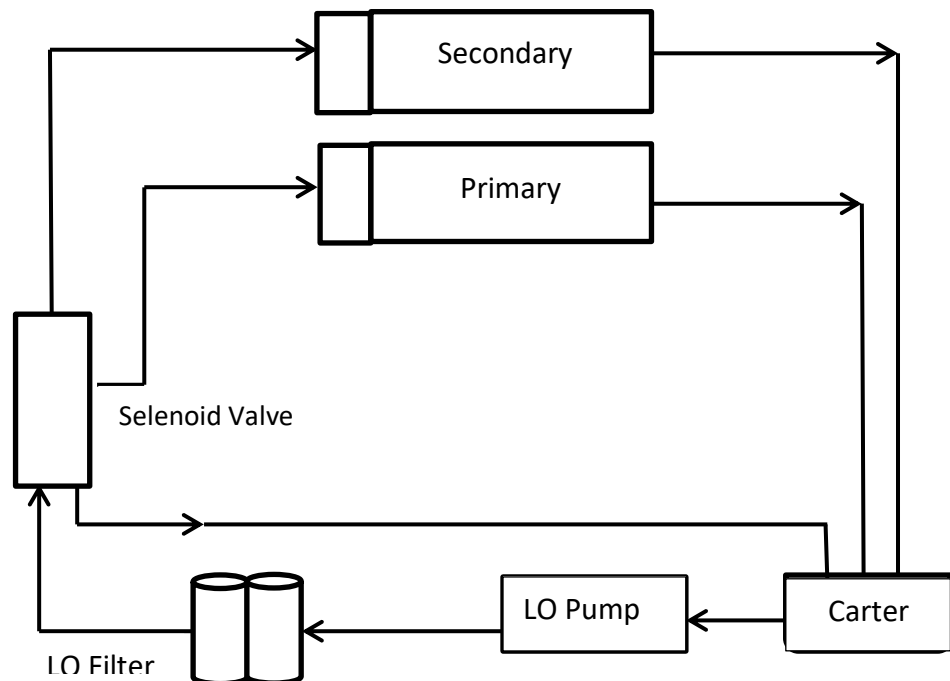 Secondary
Primary
Selenoid Valve
LO Pump
Carter
LO Filter